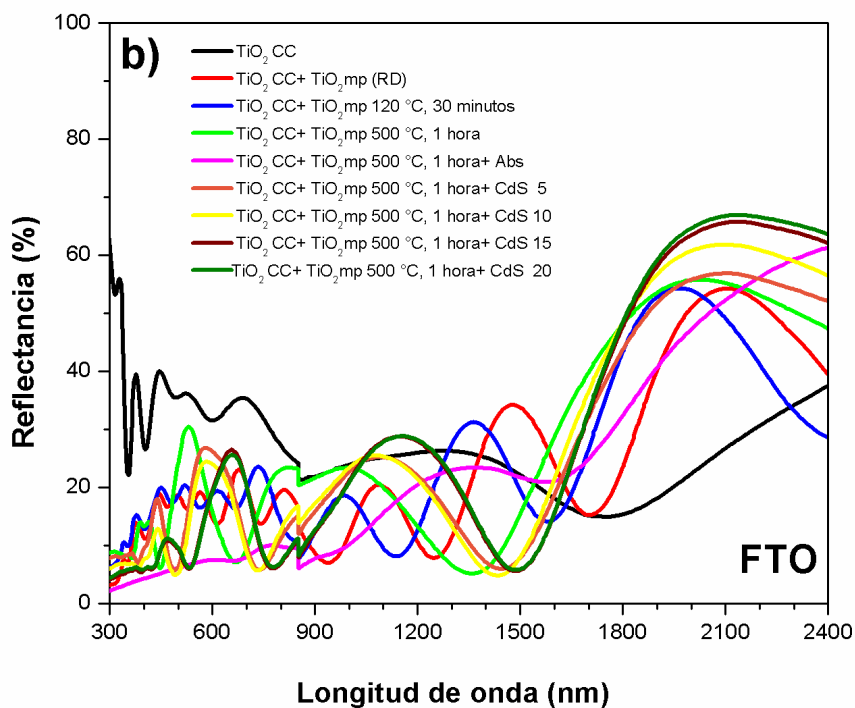 b)
TiO₂ CC
TiO₂ CC+ TiO₂mp (RD)
TiO₂ CC+ TiO₂mp 120 °C, 30 minutos
TiO₂ CC+ TiO₂mp 500 °C, 1 hora
TiO₂ CC+ TiO₂mp 500 °C, 1 hora+ Abs
TiO₂ CC+ TiO₂mp 500 °C, 1 hora+ CdS 5
TiO₂ CC+ TiO₂mp 500 °C, 1 hora+ CdS 10
TiO₂ CC+ TiO₂mp 500 °C, 1 hora+ CdS 15
TiO₂ CC+ TiO₂mp 500 °C, 1 hora+ CdS 20
Reflectancia (%)
100
80
60
40
20
0
FTO
300 600 900 1200 1500 1800 2100 2400
Longitud de onda (nm)